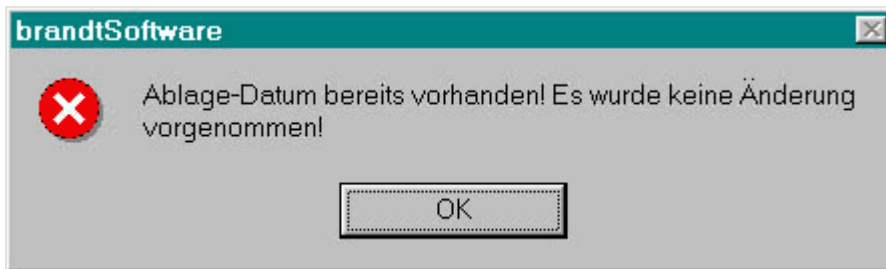 brandtSoftware
Ablage-Datum bereits vorhanden! Es wurde keine Änderung
vorgenommen!
OK